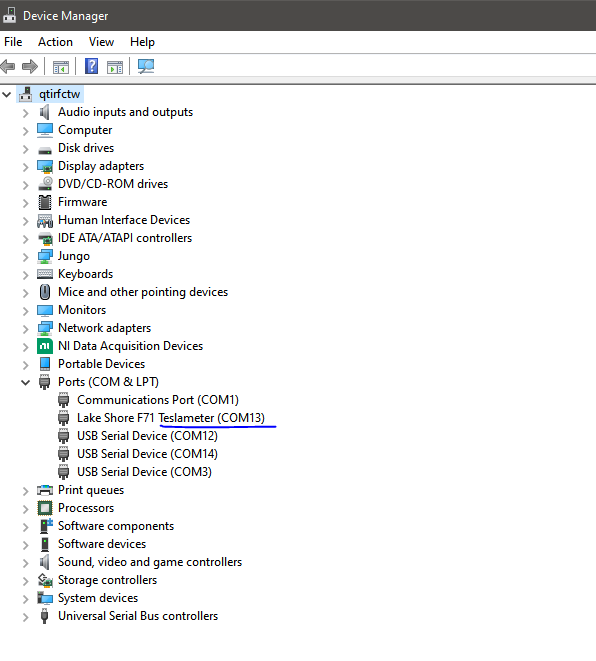 Device Manager
File Action View Help
qtirfctw
Audio inputs and outputs
Computer
Disk drives
Display adapters
DVD/CD-ROM drives
Firmware
Human Interface Devices
IDE ATA/ATAPI controllers
Jungo
Keyboards
Mice and other pointing devices
Monitors
Network adapters
NI Data Acquisition Devices
Portable Devices
Ports (COM & LPT)
Communications Port (COM1)
Lake Shore F71 Teslameter (COM13)
USB Serial Device (COM12)
USB Serial Device (COM14)
USB Serial Device (COM3)
Print queues
Processors
Software components
Software devices
Sound, video and game controllers
Storage controllers
System devices
Universal Serial Bus controllers